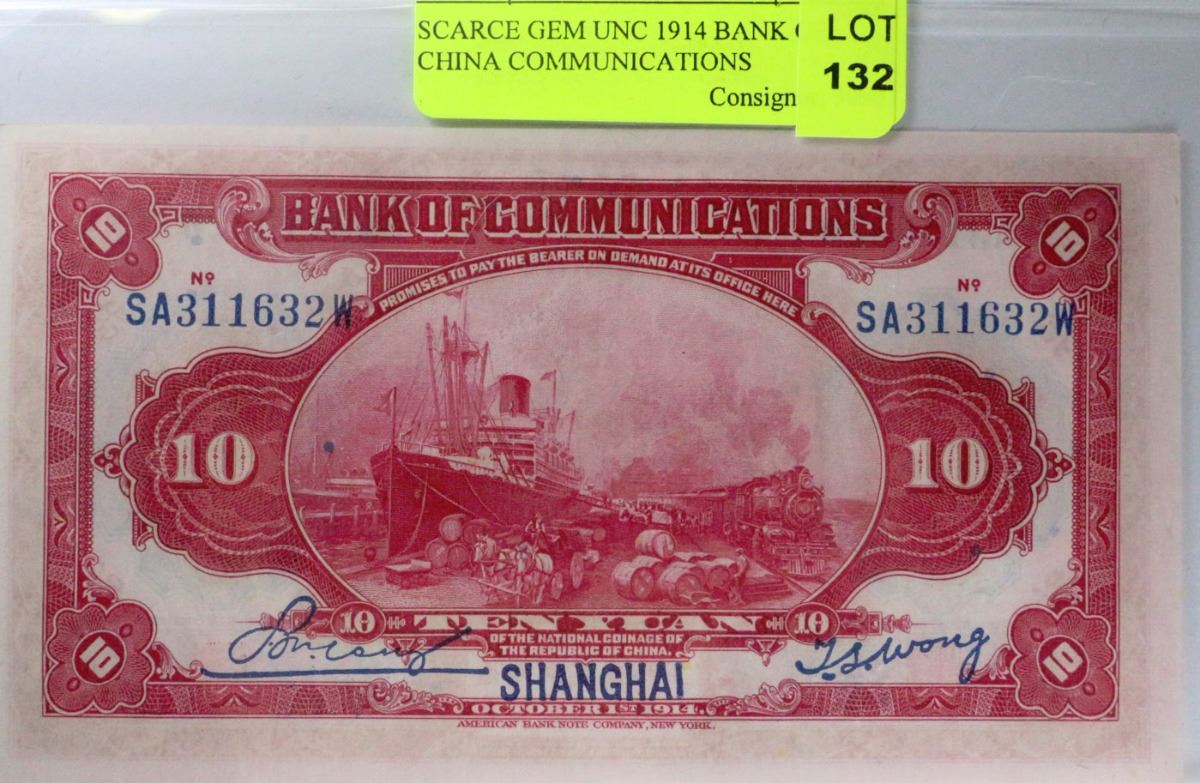 SCARCE GEM UNC 1914 BANK
CHINA COMMUNICATIONS
Consign
LOT
132
10
BANK OF COMMUNICATIONS
10
PROMISES TO PAY THE BEARER ON DEMAND AT ITS OFFICE HERE
Nº
SA311632W
Nº
SA311632W
10
10
10 TEN YUAN 10
OF THE NATIONAL COINAGE OF
THE REPUBLIC OF CHINA.
T.S. Wong
10
SHANGHAI
10
OCTOBER 1ST 1914.
AMERICAN BANK NOTE COMPANY, NEW YORK.